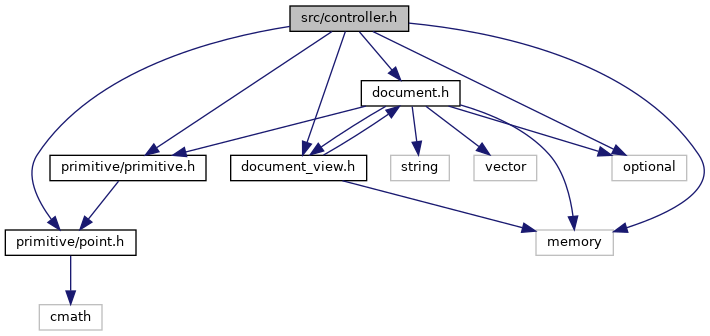 src/controller.h
document.h
primitive/primitive.h
document_view.h
string
vector
optional
primitive/point.h
memory
cmath